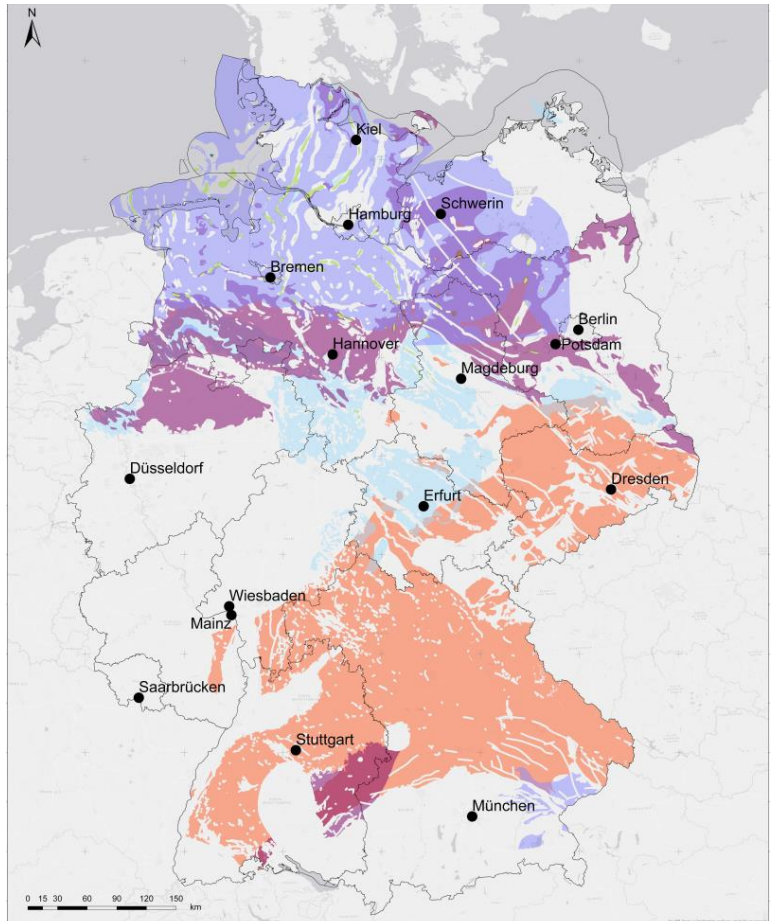 N
Kiel
Schwerin
Hamburg
Bremen
Berlin
Potsdam
Hannover
Magdeburg
Düsseldorf
Dresden
Erfurt
Wiesbaden
Mainz
Saarbrücken
Stuttgart
München
0 15 30 60 90 120 150
km